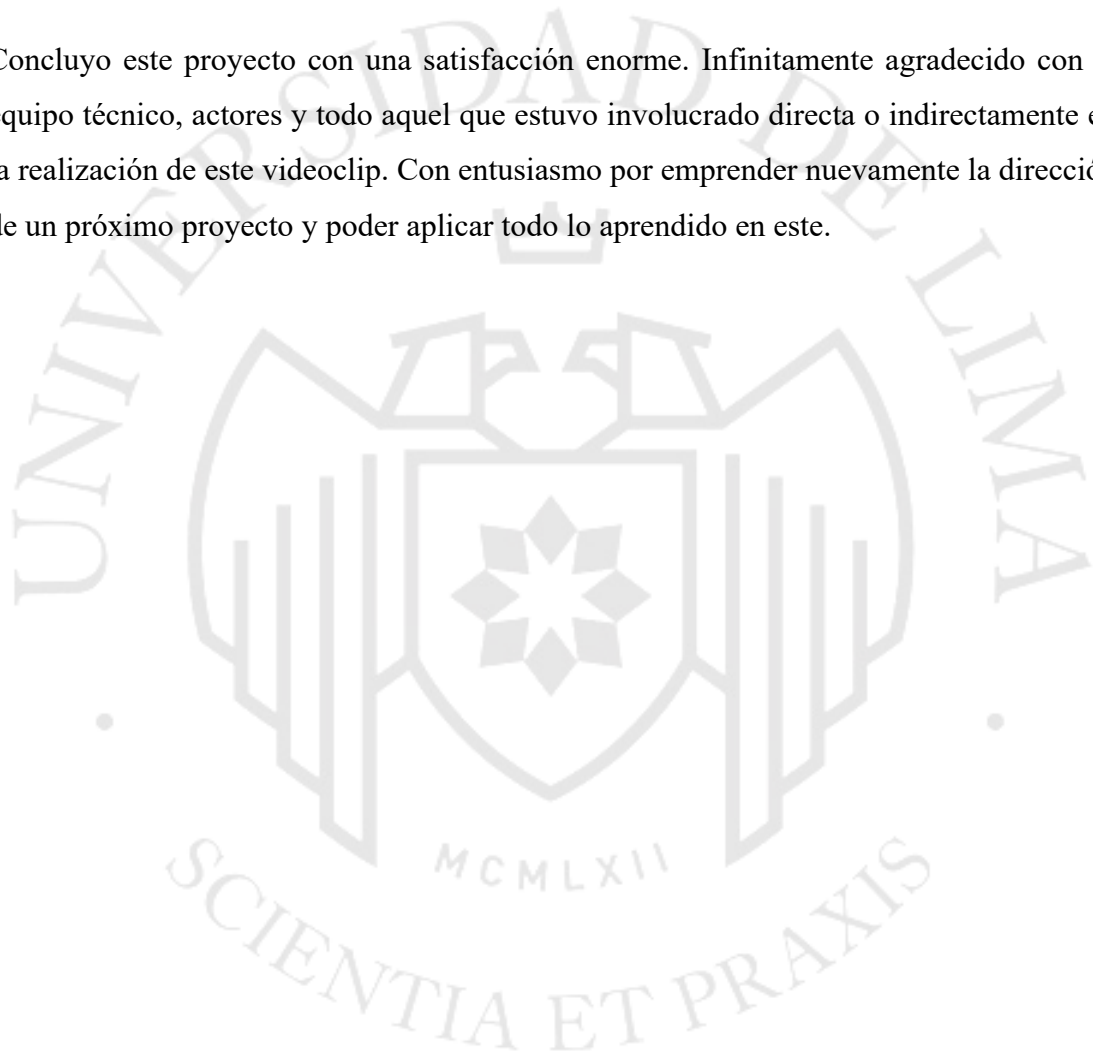 Concluyo este proyecto con una satisfacción enorme. Infinitamente agradecido con
equipo técnico, actores y todo aquel que estuvo involucrado directa o indirectamente e
a realización de este videoclip. Con entusiasmo por emprender nuevamente la direcció
de un próximo proyecto y poder aplicar todo lo aprendido en este.
UNIVERSIDAD DE LIMA
MCMLXII
SCIENTIA ET PRAXIS